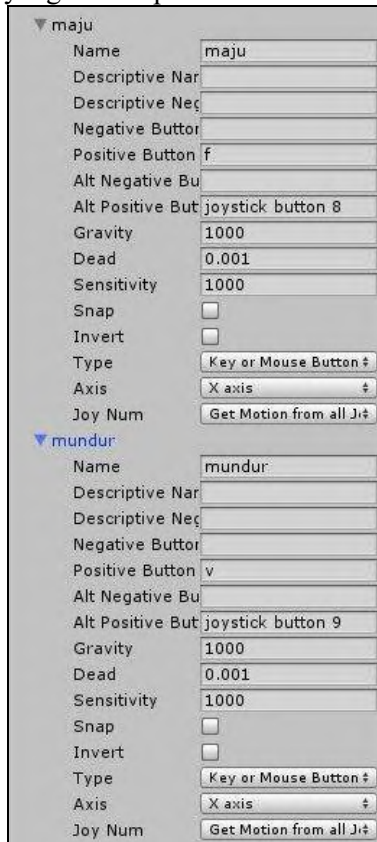 maju
Name maju
Descriptive Nar
Descriptive Neg
Negative Button
Positive Button f
Alt Negative Bu
Alt Positive But joystick button 8
Gravity 1000
Dead 0.001
Sensitivity 1000
Snap
Invert
Type Key or Mouse Button
Axis X axis
Joy Num Get Motion from all
mundur
Name mundur
Descriptive Nar
Descriptive Neg
Negative Button
Positive Button v
Alt Negative Bu
Alt Positive But joystick button 9
Gravity 1000
Dead 0.001
Sensitivity 1000
Snap
Invert
Type Key or Mouse Button
Axis X axis
Joy Num Get Motion from all